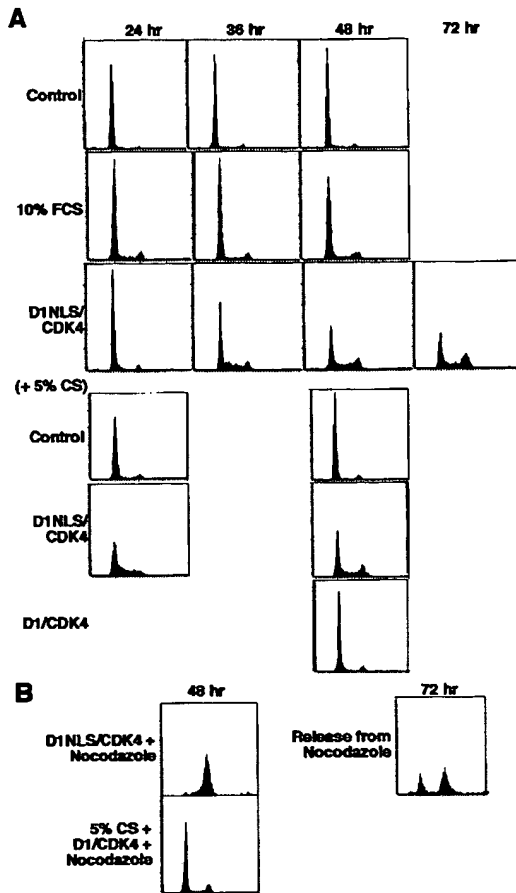 A
24 hr 36 hr 48 hr 72 hr
Control
10% FCS
D1NLS/
CDK4
(+ 5% CS)
Control
D1NLS/
CDK4
D1/CDK4
B
48 hr 72 hr
D1NLS/CDK4 +
Nocodazole
Release from
Nocodazole
5% CS +
D1/CDK4 +
Nocodazole